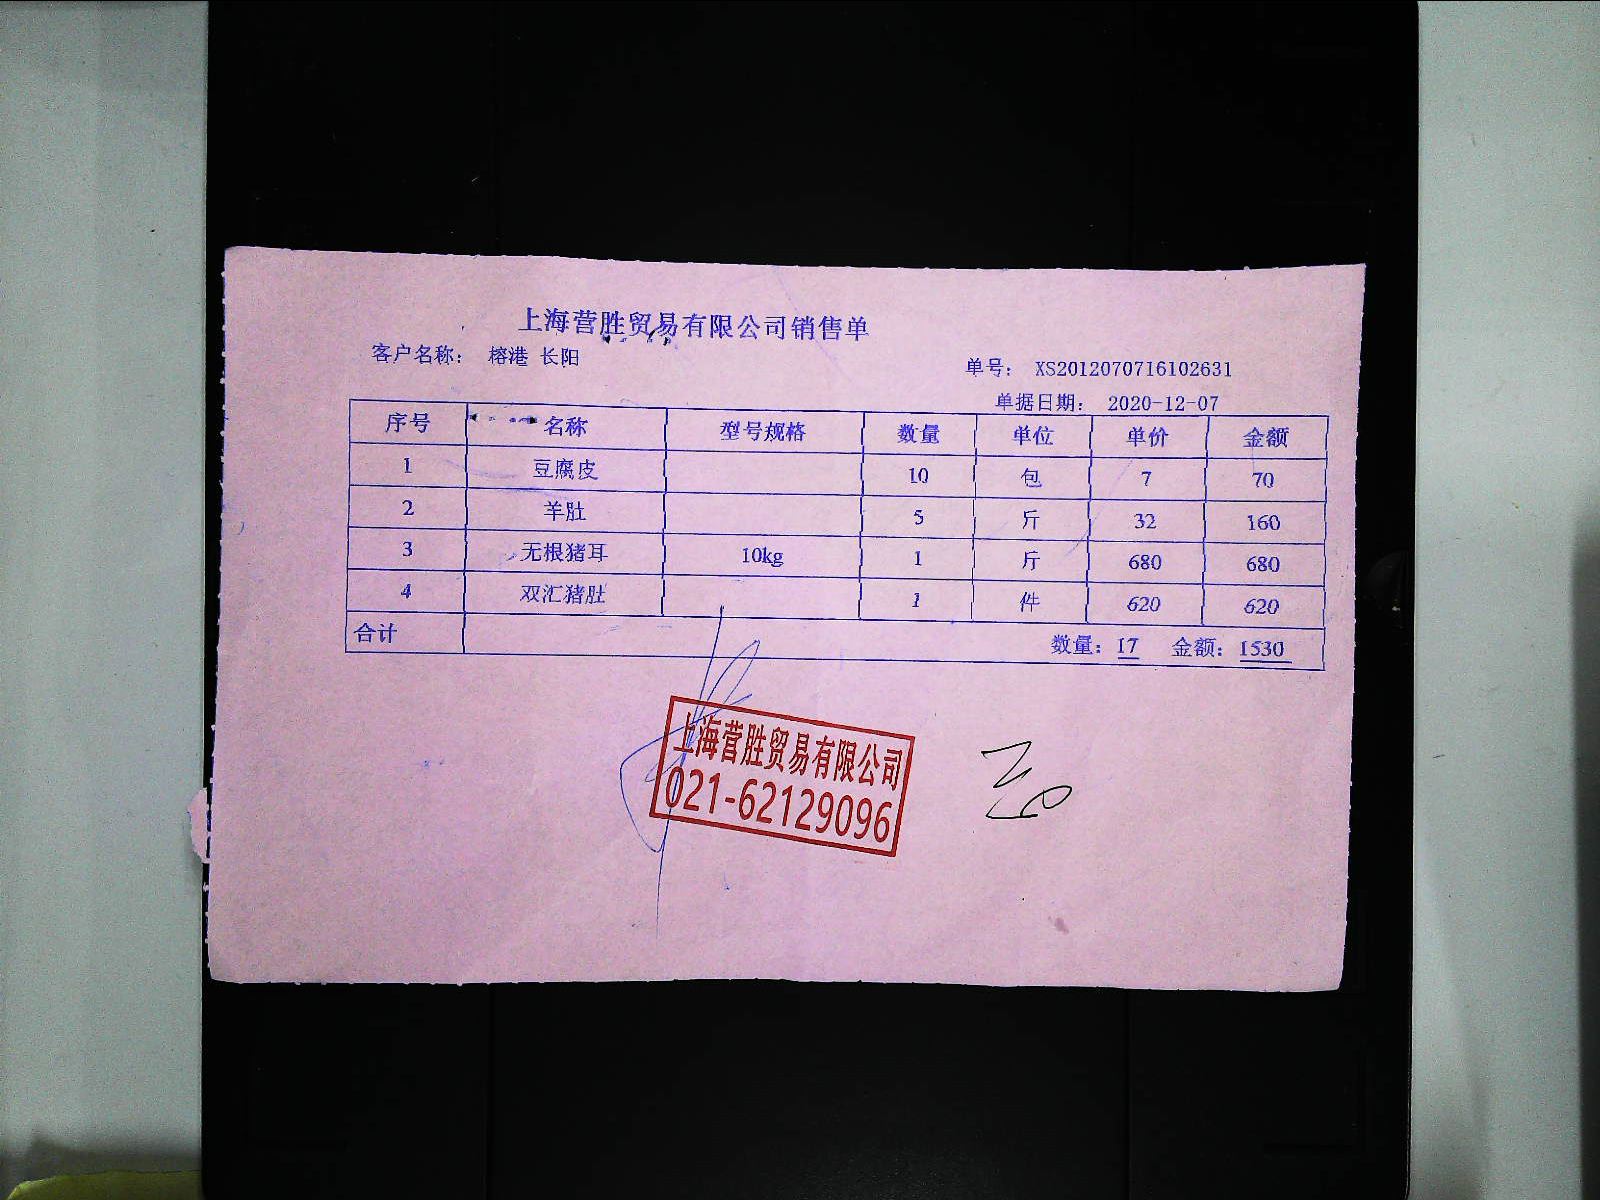 上海营胜贸易有限公司销售单
客户名称： 榕港 长阳
单号： XS2012070716102631
单据日期： 2020-12-07
序号 名称 型号规格 数量 单位 单价 金额
1 豆腐皮 10 包 7 70
2 羊肚 5 斤 32 160
3 无根猪耳 10kg 1 斤 680 680
4 双汇猪肚 1 件 620 620
合计 数量：17 金额：1530
上海营胜贸易有限公司
021-62129096